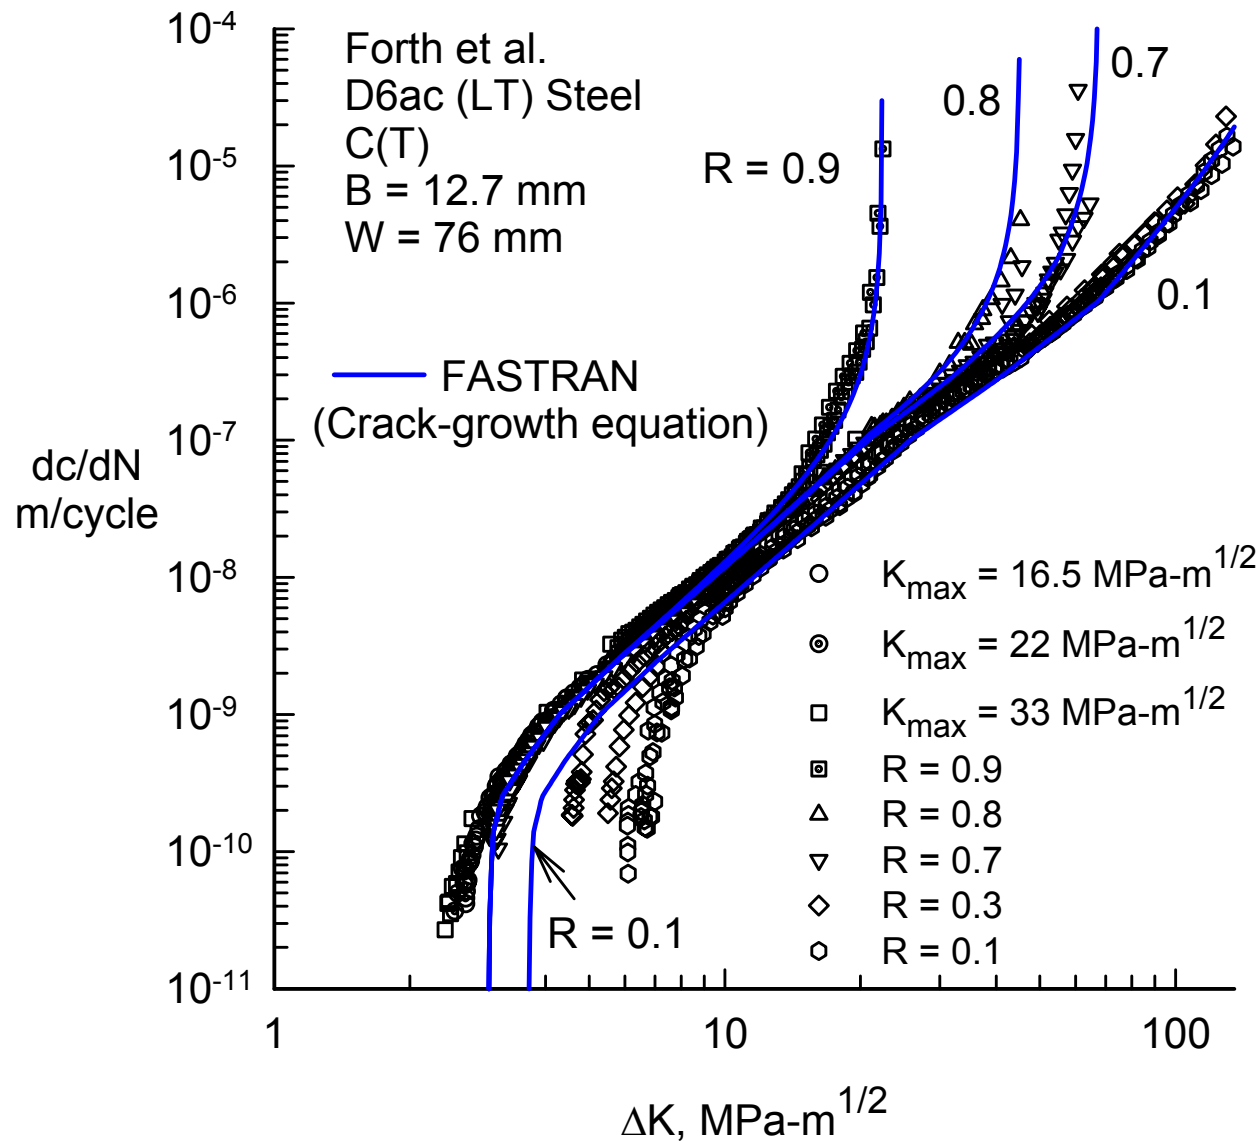 10-4
Forth et al.
D6ac (LT) Steel
C(T)
B = 12.7 mm
W = 76 mm
0.7
0.8
R = 0.9
10-5
0.1
10-6
FASTRAN
(Crack-growth equation)
10-7
dc/dN
m/cycle
10-8
Kmax = 16.5 MPa-m1/2
Kmax = 22 MPa-m1/2
Kmax = 33 MPa-m1/2
R = 0.9
R = 0.8
R = 0.7
R = 0.3
R = 0.1
10-9
10-10
R = 0.1
10-11
1
10
100
ΔK, MPa-m1/2